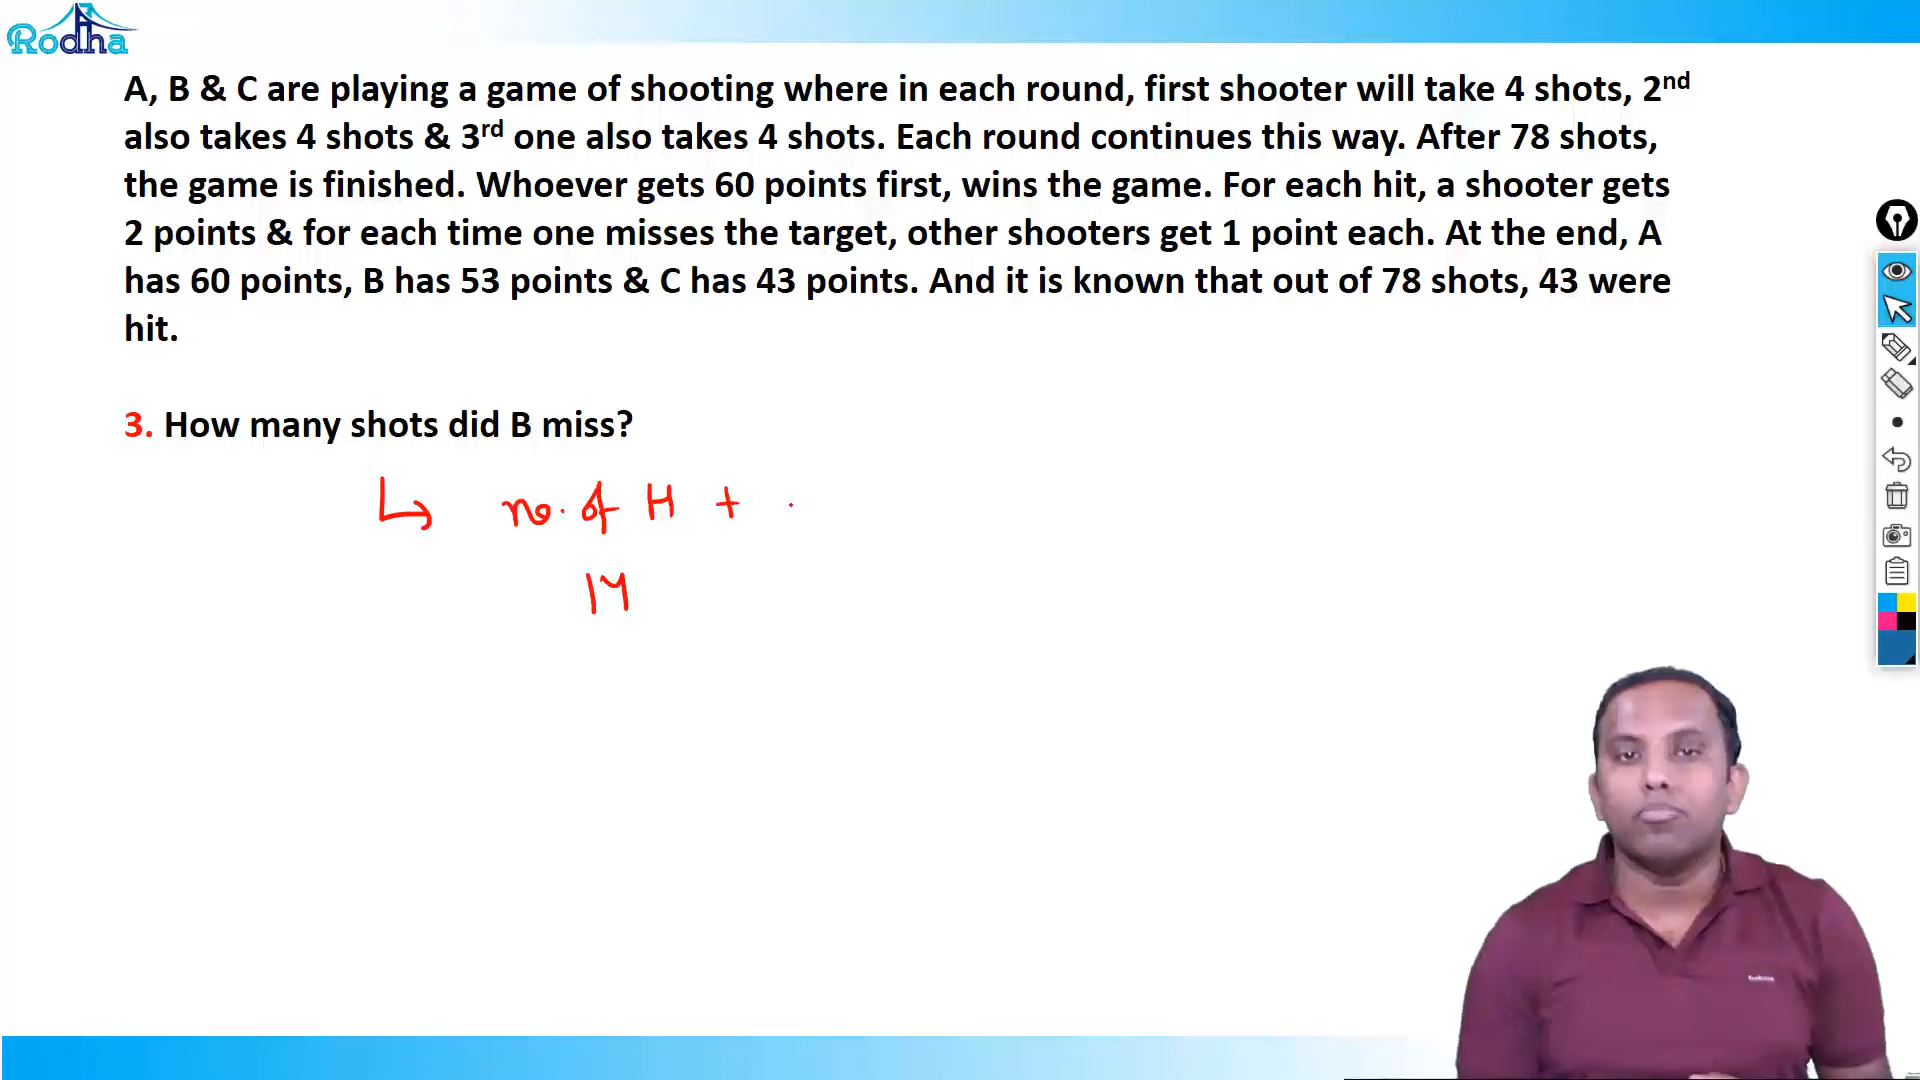 Rodha
A, B & C are playing a game of shooting where in each round, first shooter will take 4 shots, 2nd
also takes 4 shots & 3rd one also takes 4 shots. Each round continues this way. After 78 shots,
the game is finished. Whoever gets 60 points first, wins the game. For each hit, a shooter gets
2 points & for each time one misses the target, other shooters get 1 point each. At the end, A
has 60 points, B has 53 points & C has 43 points. And it is known that out of 78 shots, 43 were
hit.
3. How many shots did B miss?
no. of H +
14